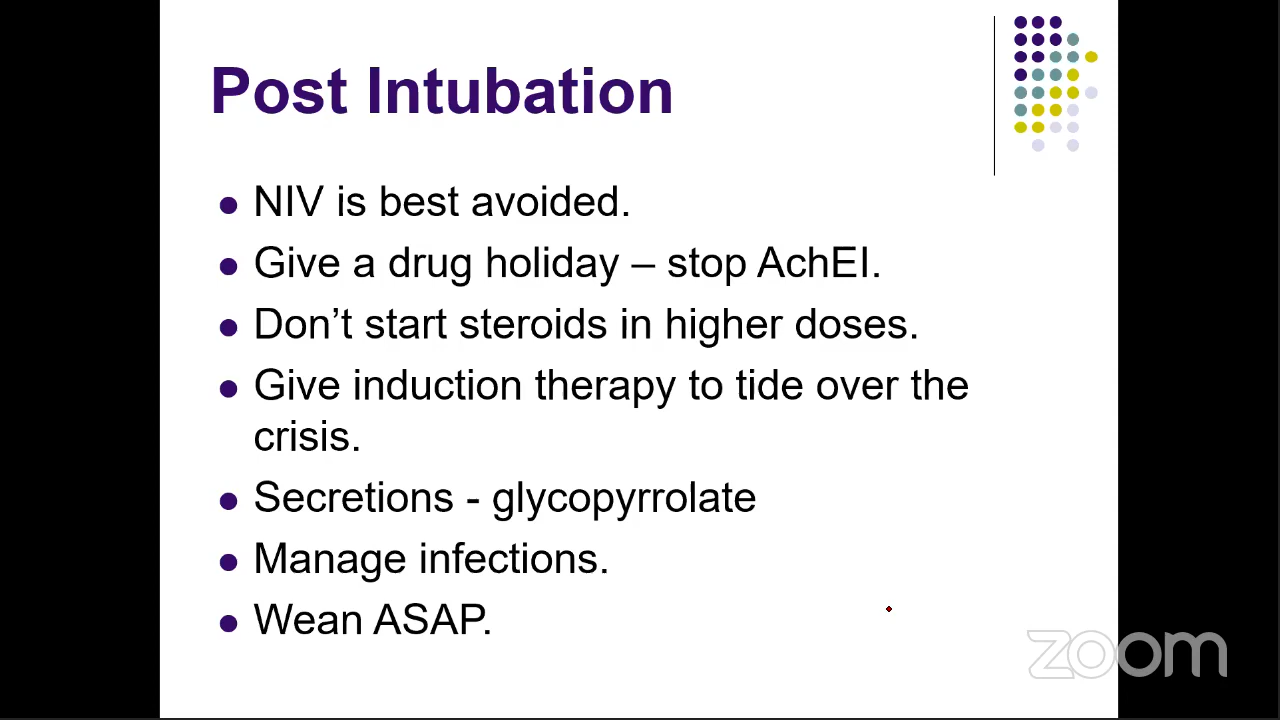 Post Intubation
NIV is best avoided.
Give a drug holiday – stop AchEI.
Don’t start steroids in higher doses.
Give induction therapy to tide over the
crisis.
Secretions - glycopyrrolate
Manage infections.
Wean ASAP.
zoom